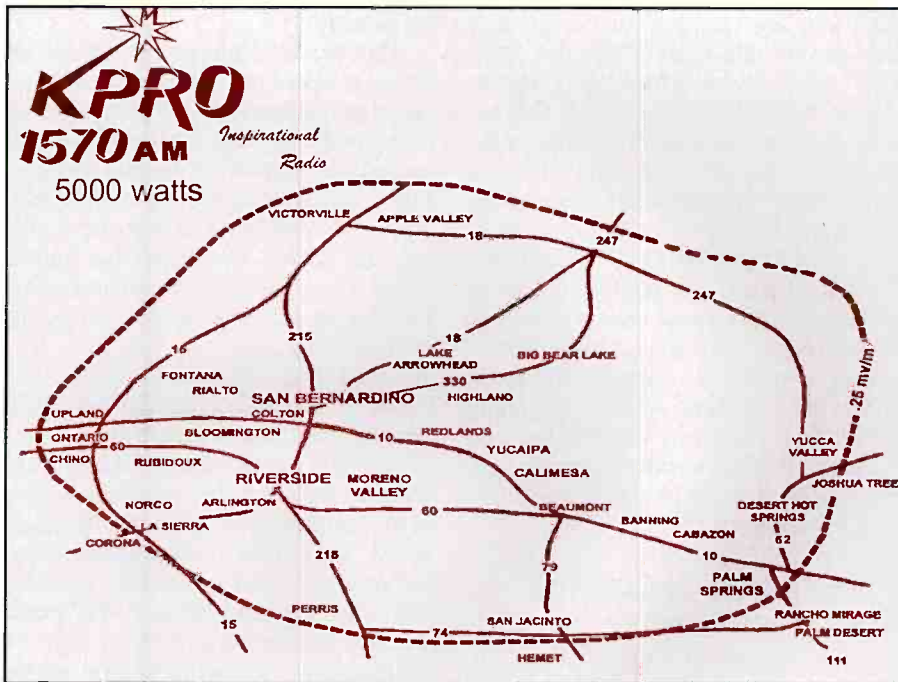 M
KPRO
1570 AM
Inspirational
Radio
5000 watts
VICTORVILLE
APPLE VALLEY
18
247
247
215
18
LAKE
ARROWHEAD
BIG BEAR LAKE
.25 mv/m
15
FONTANA
RIALTO
330
SAN BERNARDINO
HIGHLAND
UPLAND
COLTON
ONTARIO
BLOOMINGTON
10
REDLANDS
CHINO
60
RUBIDOUX
YUCAIPA
YUCCA
VALLEY
RIVERSIDE
MORENO
VALLEY
CALIMESA
JOSHUA TREE
NORCO
ARLINGTON
60
BEAUMONT
DESERT HOT
SPRINGS
LA SIERRA
BANNING
CORONA
CABAZON
215
62
79
10
PALM
SPRINGS
PERRIS
15
74
SAN JACINTO
RANCHO MIRAGE
PALM DESERT
HEMET
111